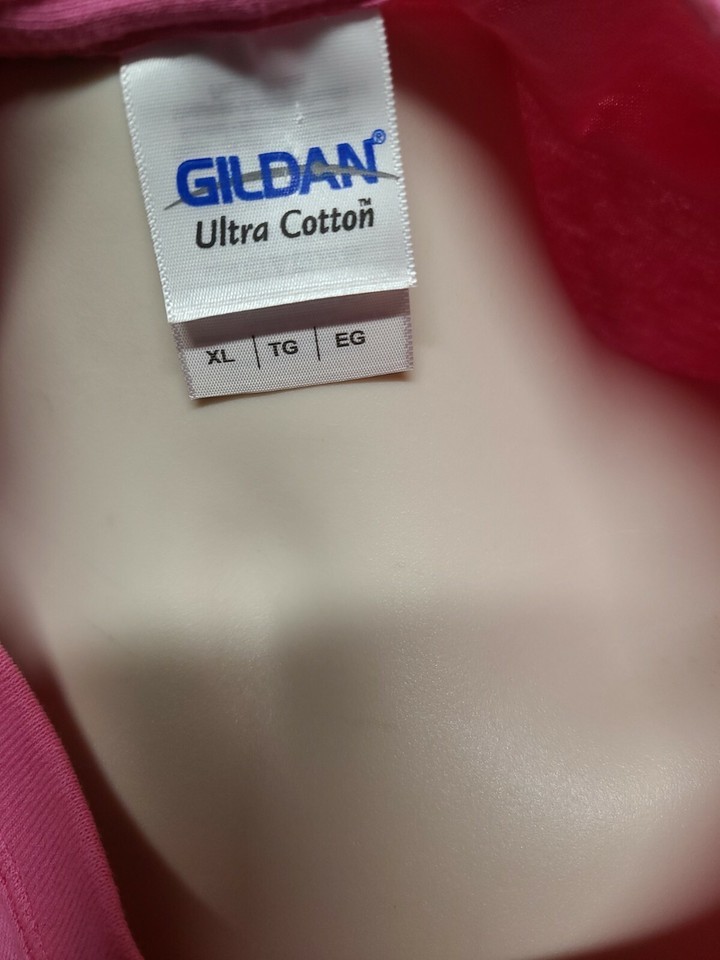 GILDAN®
Ultra Cotton™
XL | TG | EG